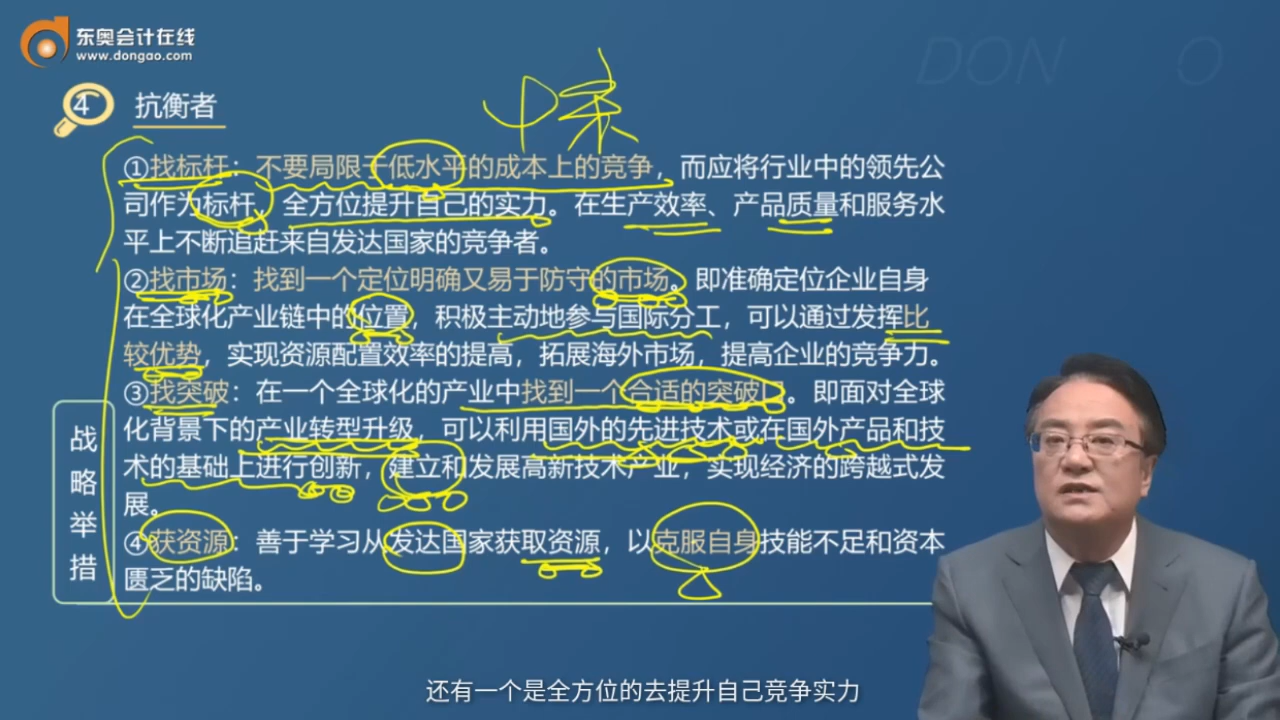 东奥会计在线
www.dongao.com
DON O
4 抗衡者
①找标杆：不要局限于低水平的成本上的竞争，而应将行业中的领先公
司作为标杆，全方位提升自己的实力。在生产效率、产品质量和服务水
平上不断追赶来自发达国家的竞争者。
②找市场：找到一个定位明确又易于防守的市场。即准确定位企业自身
在全球化产业链中的位置，积极主动地参与国际分工，可以通过发挥比
较优势，实现资源配置效率的提高，拓展海外市场，提高企业的竞争力。
③找突破：在一个全球化的产业中找到一个合适的突破口。即面对全球
化背景下的产业转型升级，可以利用国外的先进技术或在国外产品和技
术的基础上进行创新，建立和发展高新技术产业，实现经济的跨越式发
展。
④获资源：善于学习从发达国家获取资源，以克服自身技能不足和资本
匮乏的缺陷。
战略举措
还有一个是全方位的去提升自己竞争实力